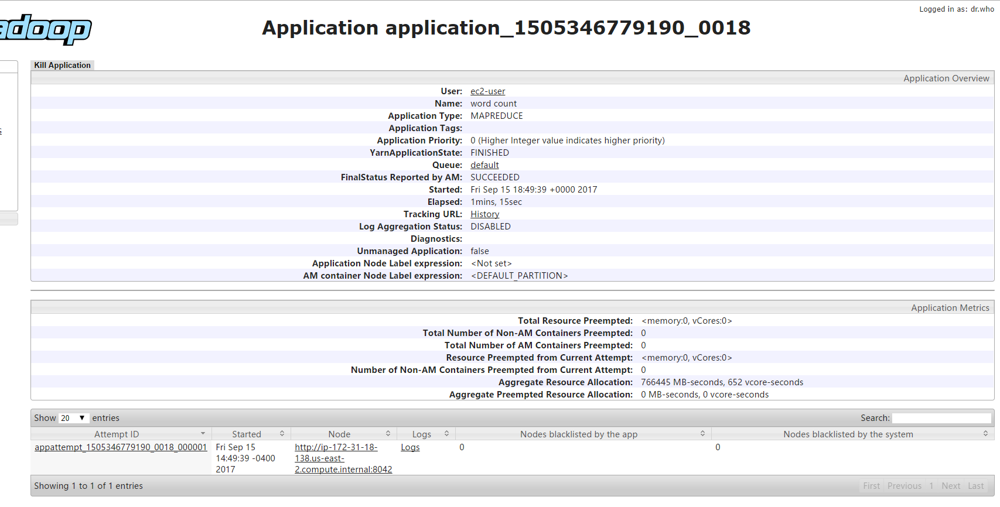 Logged in as: dr.who
adoop
Application application_1505346779190_0018
Kill Application
Application Overview
User: ec2-user
Name: word count
Application Type: MAPREDUCE
Application Tags:
Application Priority: 0 (Higher Integer value indicates higher priority)
YarnApplicationState: FINISHED
Queue: default
FinalStatus Reported by AM: SUCCEEDED
Started: Fri Sep 15 18:49:39 +0000 2017
Elapsed: 1mins, 15sec
Tracking URL: History
Log Aggregation Status: DISABLED
Diagnostics:
Unmanaged Application: false
Application Node Label expression: <Not set>
AM container Node Label expression: <DEFAULT_PARTITION>
Application Metrics
Total Resource Preempted: <memory:0, vCores:0>
Total Number of Non-AM Containers Preempted: 0
Total Number of AM Containers Preempted: 0
Resource Preempted from Current Attempt: <memory:0, vCores:0>
Number of Non-AM Containers Preempted from Current Attempt: 0
Aggregate Resource Allocation: 766445 MB-seconds, 652 vcore-seconds
Aggregate Preempted Resource Allocation: 0 MB-seconds, 0 vcore-seconds
Show 20 entries Search:
Attempt ID Started Node Logs Nodes blacklisted by the app Nodes blacklisted by the system
appattempt_1505346779190_0018_000001 Fri Sep 15 http://ip-172-31-18- Logs 0 0
14:49:39 -0400 138.us-east-
2017 2.compute.internal:8042
Showing 1 to 1 of 1 entries First Previous 1 Next Last